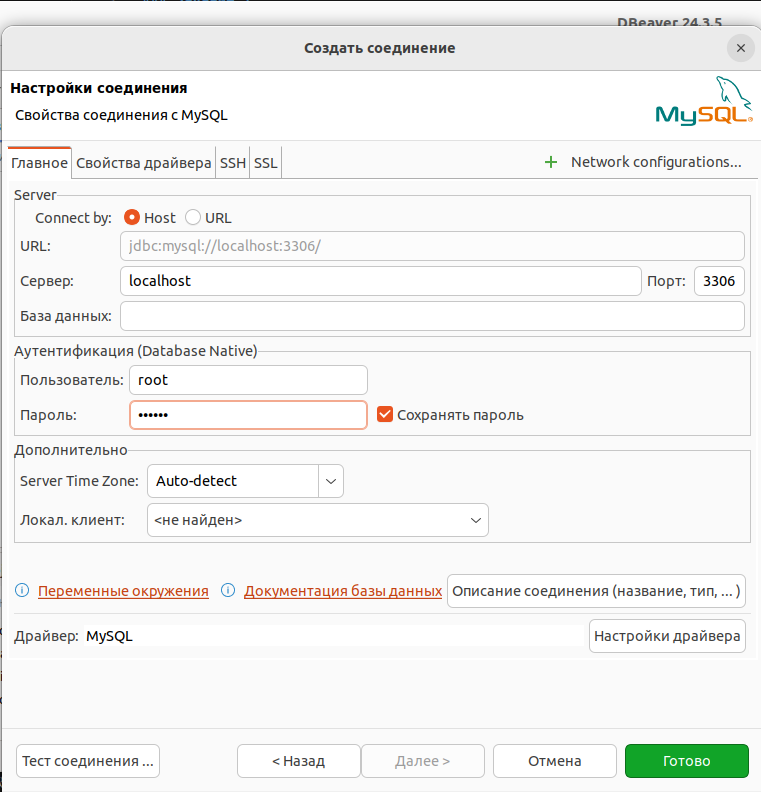 DBeaver 24.3.5
Создать соединение
Настройки соединения
Свойства соединения с MySQL
MySQL
Главное Свойства драйвера SSH SSL Network configurations...
Server
Connect by: Host URL
URL: jdbc:mysql://localhost:3306/
Сервер: localhost Порт: 3306
База данных:
Аутентификация (Database Native)
Пользователь: root
Пароль: •••••• Сохранять пароль
Дополнительно
Server Time Zone: Auto-detect
Локал. клиент: <не найден>
Переменные окружения Документация базы данных Описание соединения (название, тип, ... )
Драйвер: MySQL Настройки драйвера
Тест соединения ... < Назад Далее > Отмена Готово